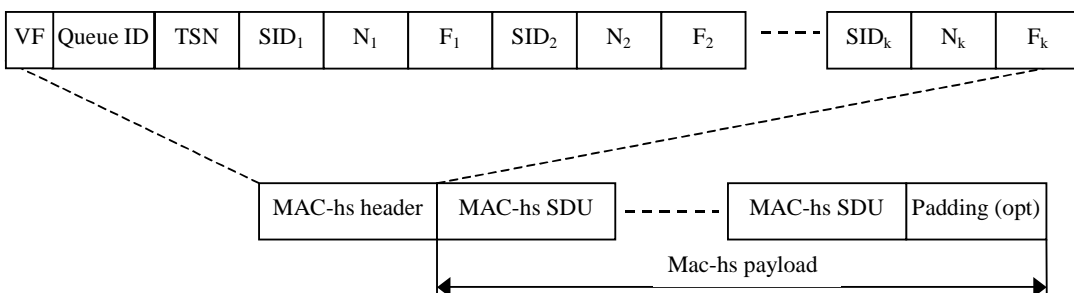 VF Queue ID TSN SID₁ N₁ F₁ SID₂ N₂ F₂ SIDₖ Nₖ Fₖ
MAC-hs header MAC-hs SDU MAC-hs SDU Padding (opt)
Mac-hs payload